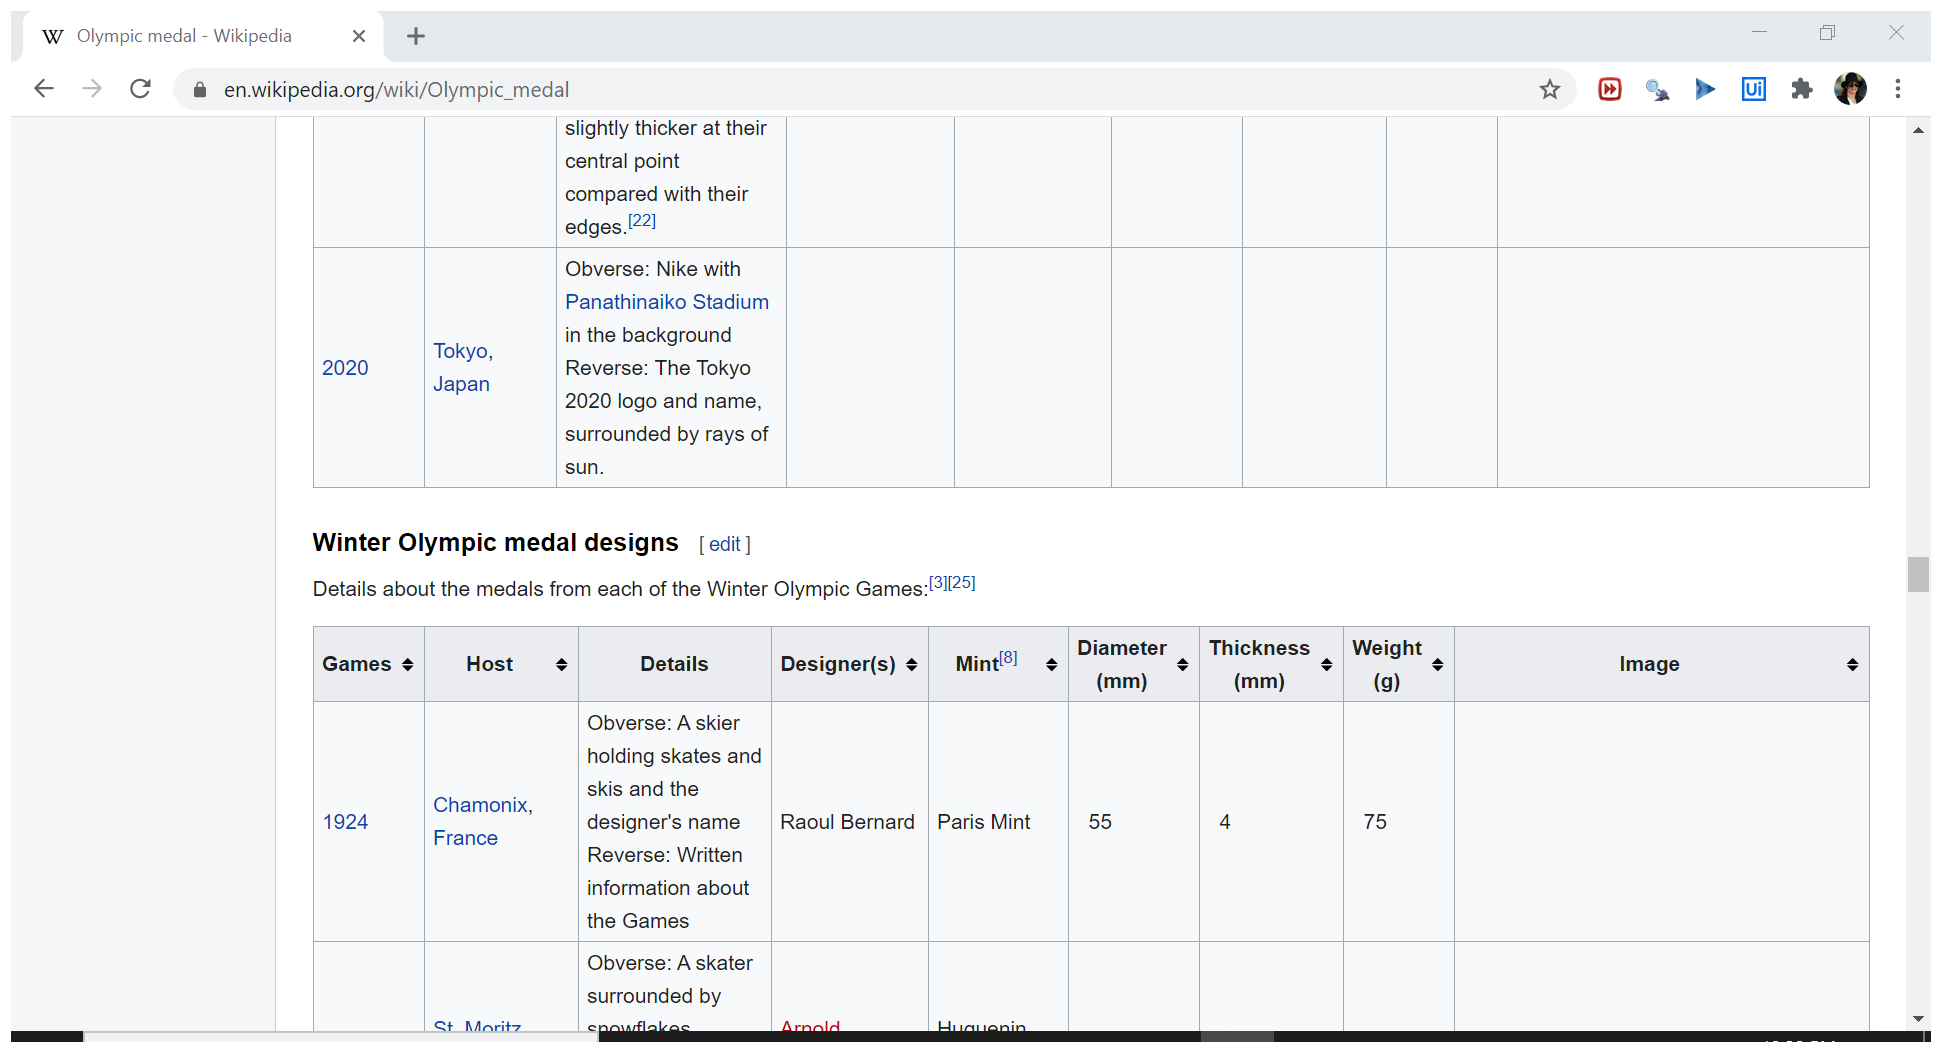 Olympic medal - Wikipedia
en.wikipedia.org/wiki/Olympic_medal
Ui
slightly thicker at their
central point
compared with their
edges.[22]
2020
Tokyo,
Japan
Obverse: Nike with
Panathinaiko Stadium
in the background
Reverse: The Tokyo
2020 logo and name,
surrounded by rays of
sun.
Winter Olympic medal designs [ edit ]
Details about the medals from each of the Winter Olympic Games:[3][25]
Games Host Details Designer(s) Mint[8] Diameter (mm) Thickness (mm) Weight (g) Image
1924
Chamonix,
France
Obverse: A skier
holding skates and
skis and the
designer's name
Reverse: Written
information about
the Games
Raoul Bernard
Paris Mint
55
4
75
St. Moritz
Obverse: A skater
surrounded by
snowflakes
Arnold
Huguenin